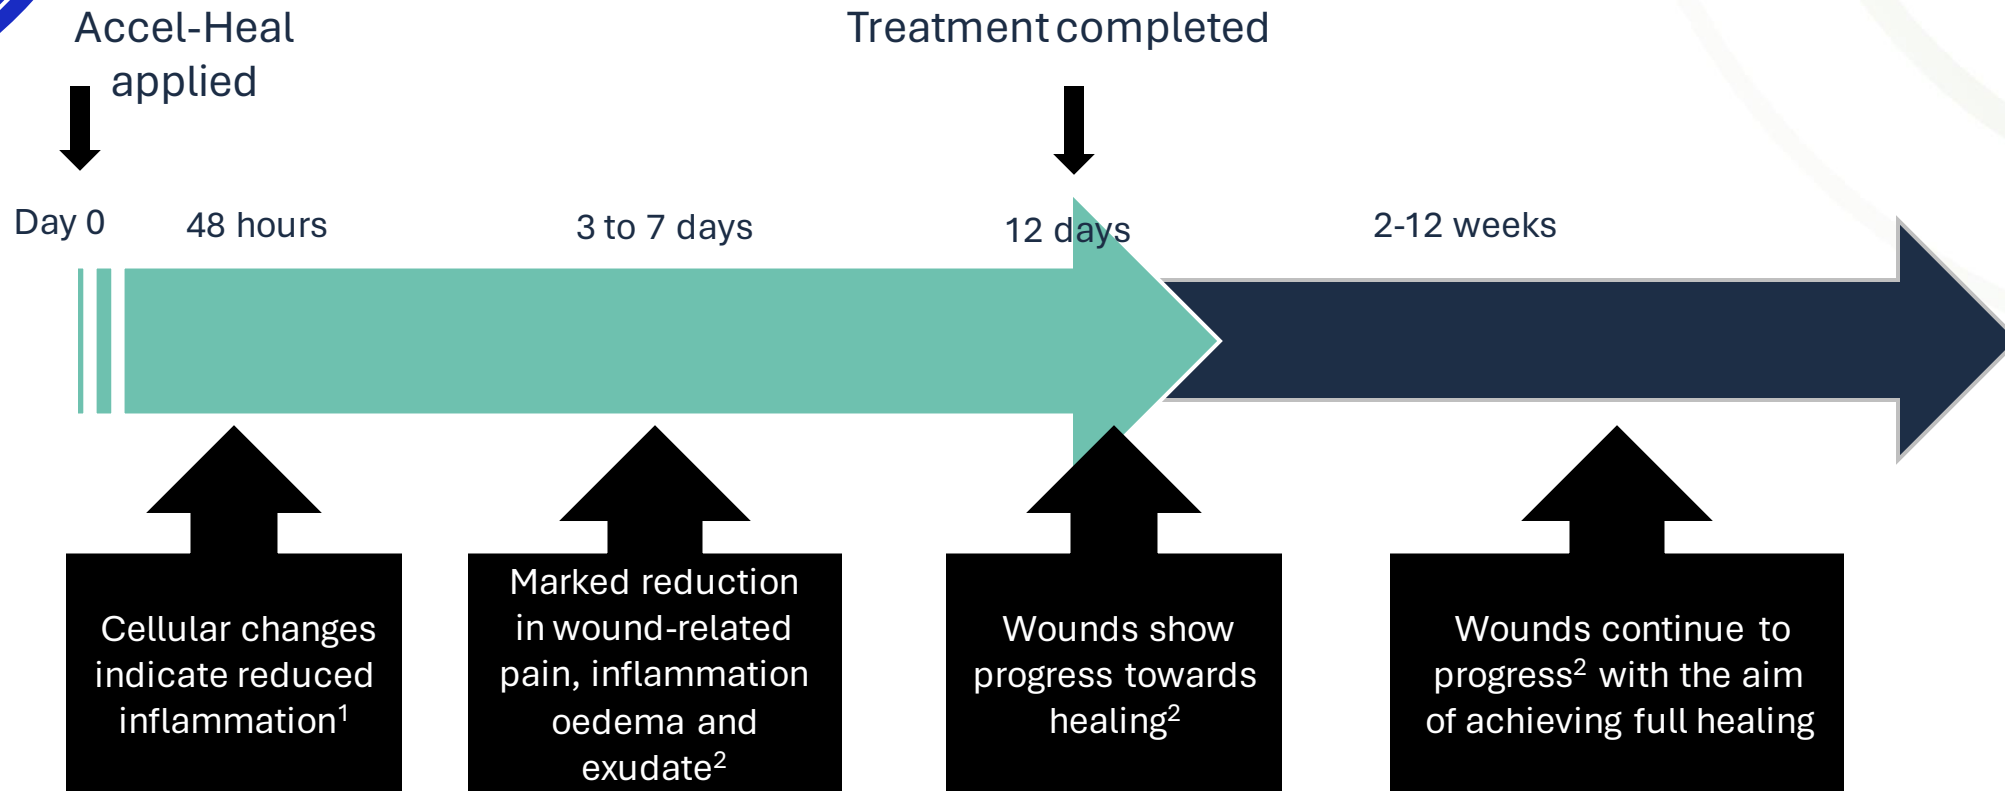 Accel-Heal
applied
Treatment completed
Day 0
48 hours
3 to 7 days
12 days
2-12 weeks
Cellular changes
indicate reduced
inflammation¹
Marked reduction
in wound-related
pain, inflammation
oedema and
exudate²
Wounds show
progress towards
healing²
Wounds continue to
progress² with the aim
of achieving full healing